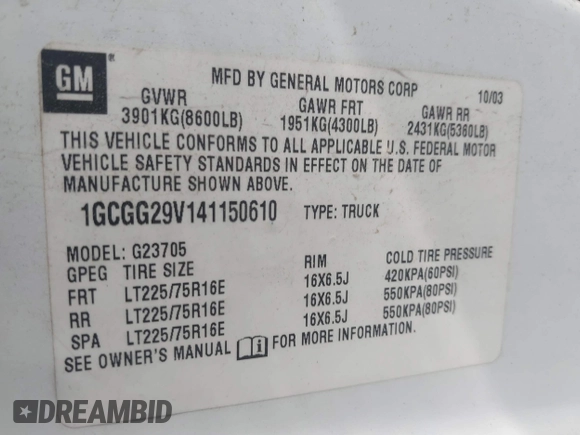 GM
MFD BY GENERAL MOTORS CORP 10/03
GVWR GAWR FRT GAWR RR
3901KG(8600LB) 1951KG(4300LB) 2431KG(5360LB)
THIS VEHICLE CONFORMS TO ALL APPLICABLE U.S. FEDERAL MOTOR
VEHICLE SAFETY STANDARDS IN EFFECT ON THE DATE OF
MANUFACTURE SHOWN ABOVE.
1GCGG29V141150610 TYPE: TRUCK
MODEL: G23705
GPEG TIRE SIZE RIM COLD TIRE PRESSURE
FRT LT225/75R16E 16X6.5J 420KPA(60PSI)
RR LT225/75R16E 16X6.5J 550KPA(80PSI)
SPA LT225/75R16E 16X6.5J 550KPA(80PSI)
SEE OWNER'S MANUAL FOR MORE INFORMATION.
DREAMBID